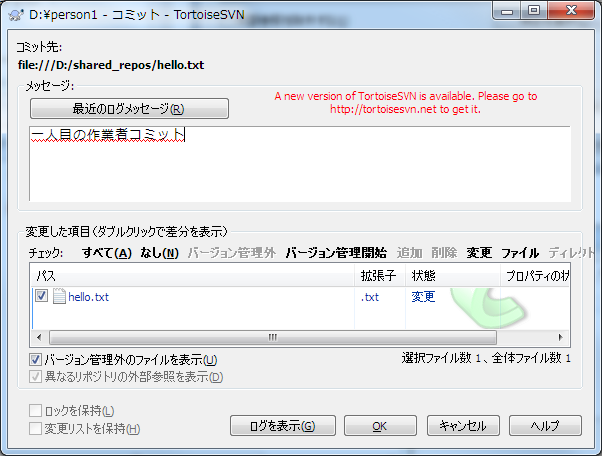 D:¥person1 - コミット - TortoiseSVN
コミット先:
file:///D:/shared_repos/hello.txt
メッセージ:
最近のログメッセージ(R)
A new version of TortoiseSVN is available. Please go to
http://tortoisesvn.net to get it.
一人目の作業者コミット
変更した項目(ダブルクリックで差分を表示)
チェック: すべて(A) なし(N) バージョン管理外 バージョン管理開始 追加 削除 変更 ファイル ディレクト
パス 拡張子 状態 プロパティの状
hello.txt .txt 変更
バージョン管理外のファイルを表示(U) 選択ファイル数 1、全体ファイル数 1
異なるリポジトリの外部参照を表示(D)
ロックを保持(L)
変更リストを保持(H)
ログを表示(G) OK キャンセル ヘルプ